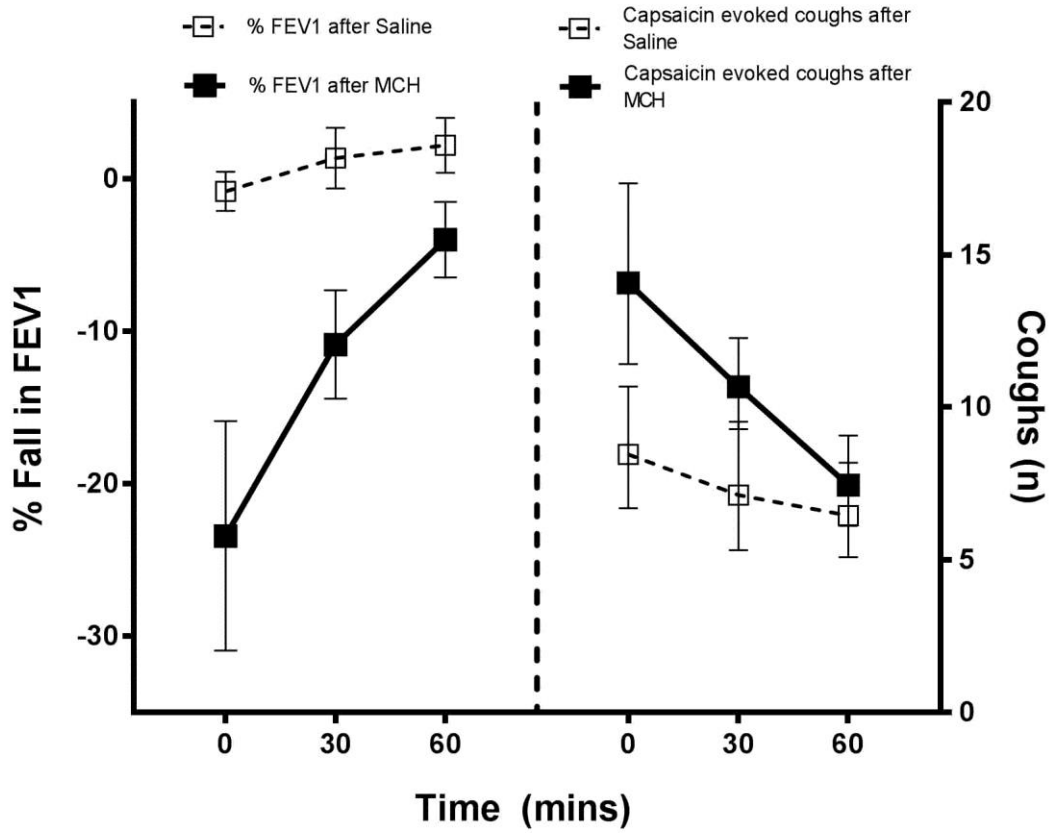 % FEV1 after Saline
% FEV1 after MCH
Capsaicin evoked coughs after
Saline
Capsaicin evoked coughs after
MCH
% Fall in FEV1
0
-10
-20
-30
20
15
10
5
0
Coughs (n)
0 30 60
0 30 60
Time (mins)